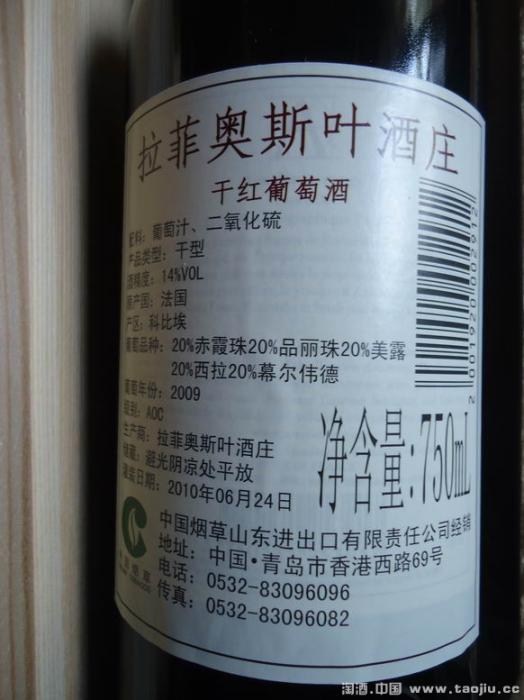 拉菲奥斯叶酒庄
干红葡萄酒
配料：葡萄汁、二氧化硫
产品类型：干型
酒精度：14%VOL
原产国：法国
产区：科比埃
葡萄品种：20%赤霞珠20%品丽珠20%美露
20%西拉20%幕尔伟德
葡萄年份：2009
级别：AOC
生产商：拉菲奥斯叶酒庄
储藏：避光阴凉处平放
灌装日期：2010年06月24日
净含量：750mL
中国烟草山东进出口有限责任公司经销
地址：中国·青岛市香港西路69号
电话：0532-83096096
传真：0532-83096082
淘酒.中国 www.taojiu.cc